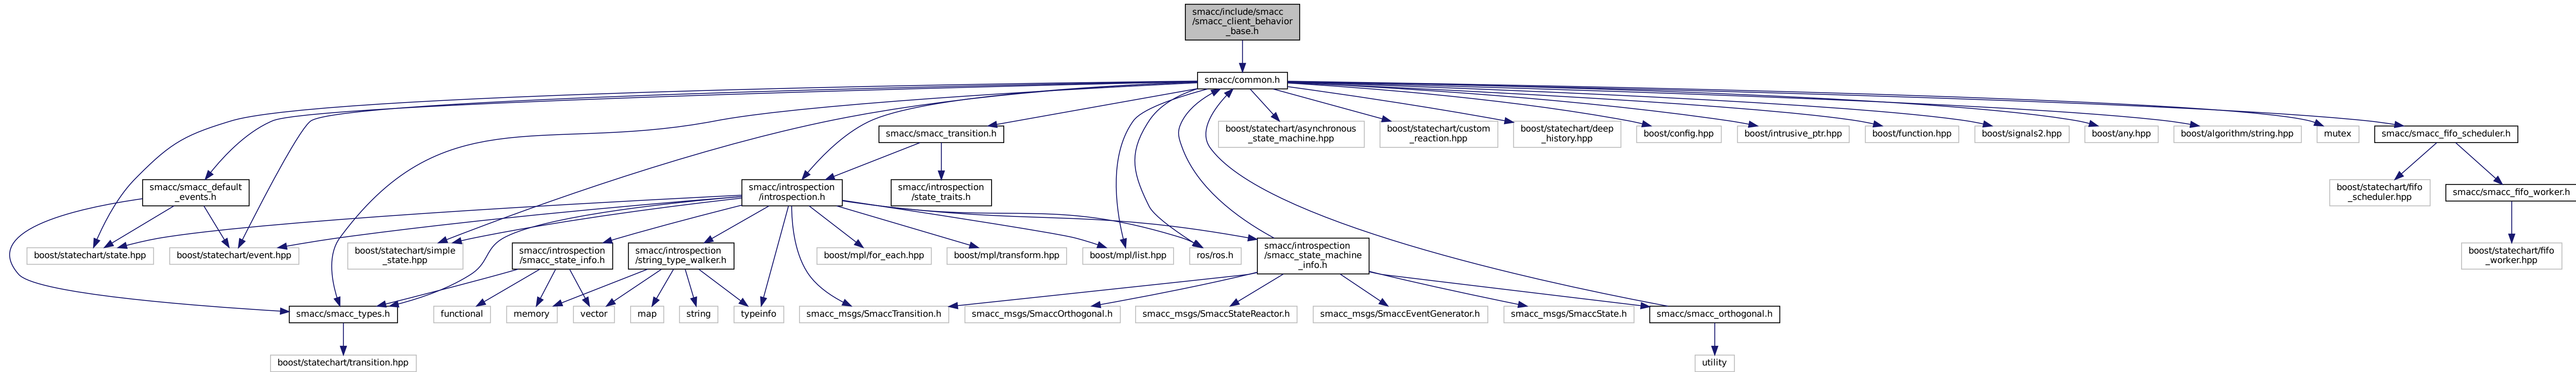 smacc/include/smacc
/smacc_client_behavior
_base.h
smacc/common.h
smacc/smacc_transition.h
boost/statechart/asynchronous
_state_machine.hpp
boost/statechart/custom
_reaction.hpp
boost/statechart/deep
_history.hpp
boost/config.hpp
boost/intrusive_ptr.hpp
boost/function.hpp
boost/signals2.hpp
boost/any.hpp
boost/algorithm/string.hpp
mutex
smacc/smacc_fifo_scheduler.h
smacc/smacc_default
_events.h
smacc/introspection
/introspection.h
smacc/introspection
/state_traits.h
boost/statechart/fifo
_scheduler.hpp
smacc/smacc_fifo_worker.h
boost/statechart/state.hpp
boost/statechart/event.hpp
boost/statechart/simple
_state.hpp
smacc/introspection
/smacc_state_info.h
smacc/introspection
/string_type_walker.h
boost/mpl/for_each.hpp
boost/mpl/transform.hpp
boost/mpl/list.hpp
ros/ros.h
smacc/introspection
/smacc_state_machine
_info.h
boost/statechart/fifo
_worker.hpp
smacc/smacc_types.h
functional
memory
vector
map
string
typeinfo
smacc_msgs/SmaccTransition.h
smacc_msgs/SmaccOrthogonal.h
smacc_msgs/SmaccStateReactor.h
smacc_msgs/SmaccEventGenerator.h
smacc_msgs/SmaccState.h
smacc/smacc_orthogonal.h
boost/statechart/transition.hpp
utility